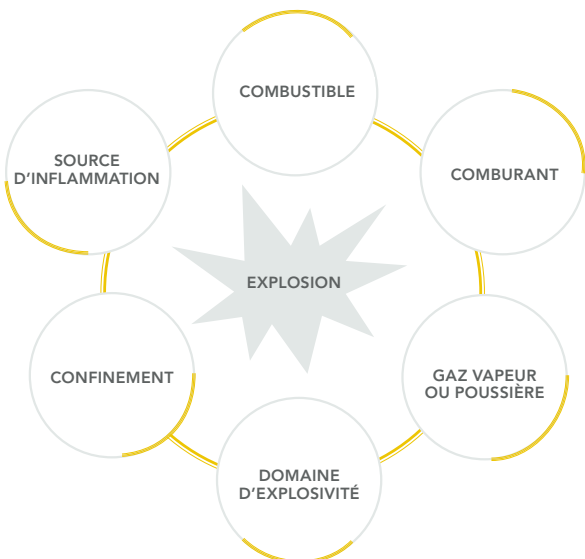 COMBUSTIBLE
COMBURANT
GAZ VAPEUR
OU POUSSIÈRE
DOMAINE
D'EXPLOSIVITÉ
CONFINEMENT
SOURCE
D'INFLAMMATION
EXPLOSION